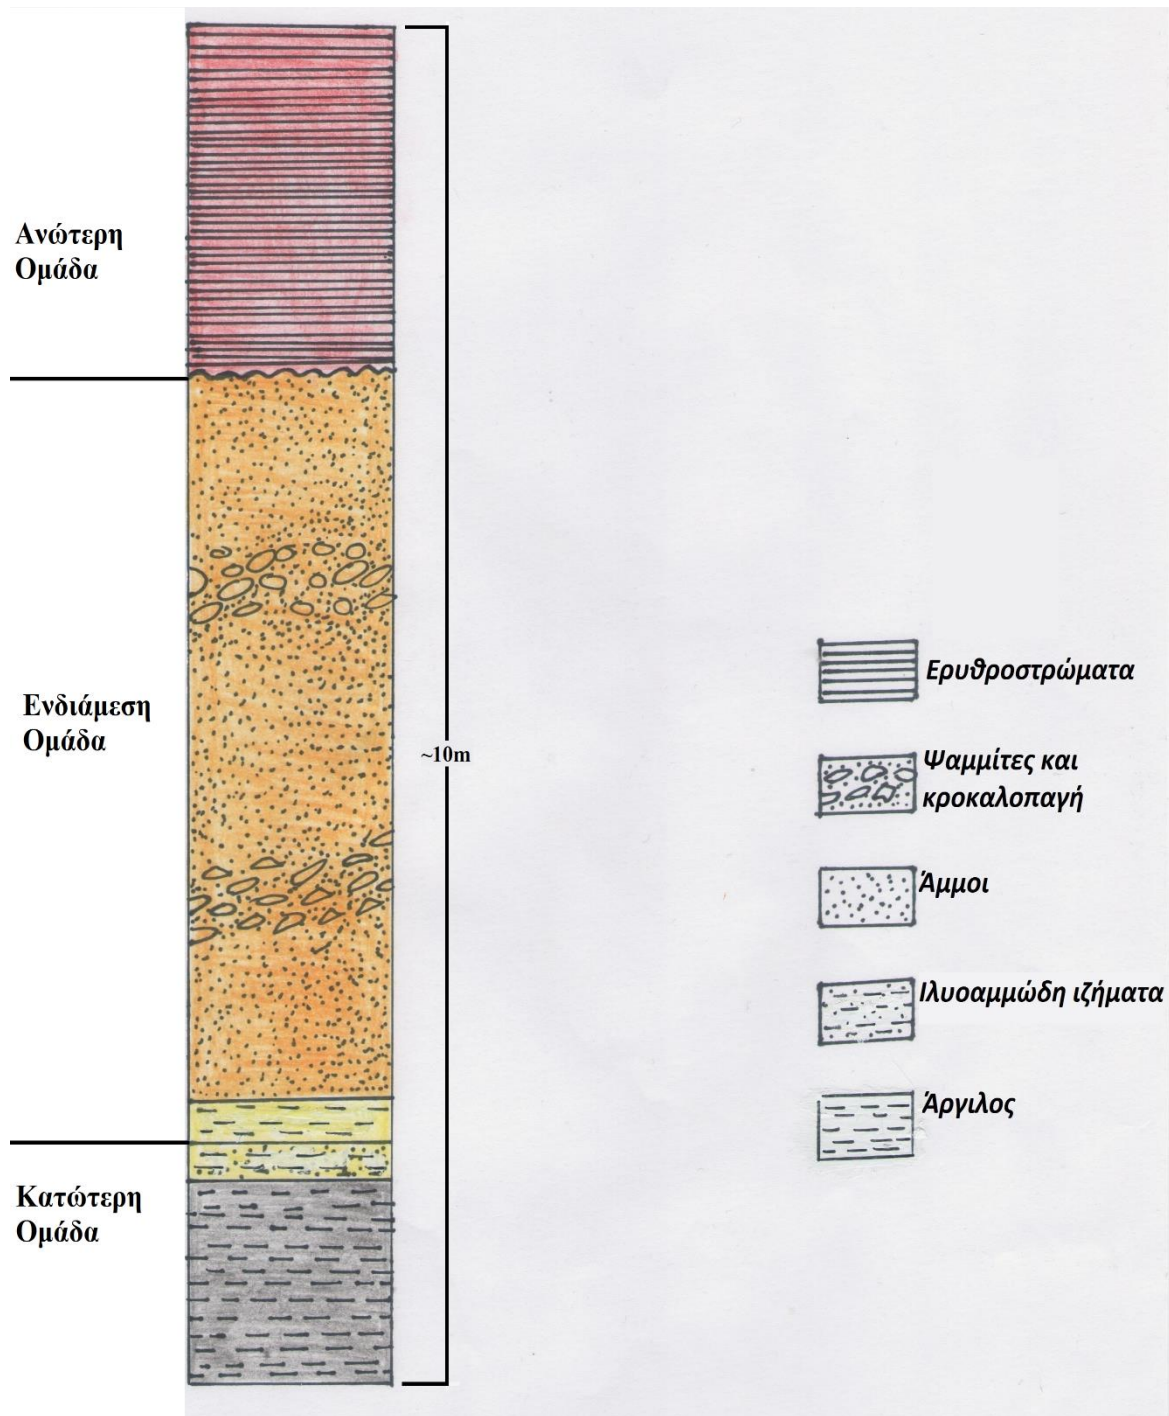 Ανώτερη
Ομάδα
Ενδιάμεση
Ομάδα
~10m
Κατώτερη
Ομάδα
Ερυθροστρώματα
Ψαμμίτες και
κροκαλοπαγή
Άμμοι
Ιλυοαμμώδη ιζήματα
Άργιλος